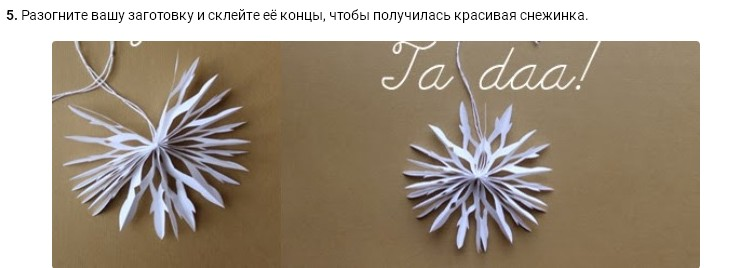 5. Разогните вашу заготовку и склейте её концы, чтобы получилась красивая снежинка.
Ta daa!